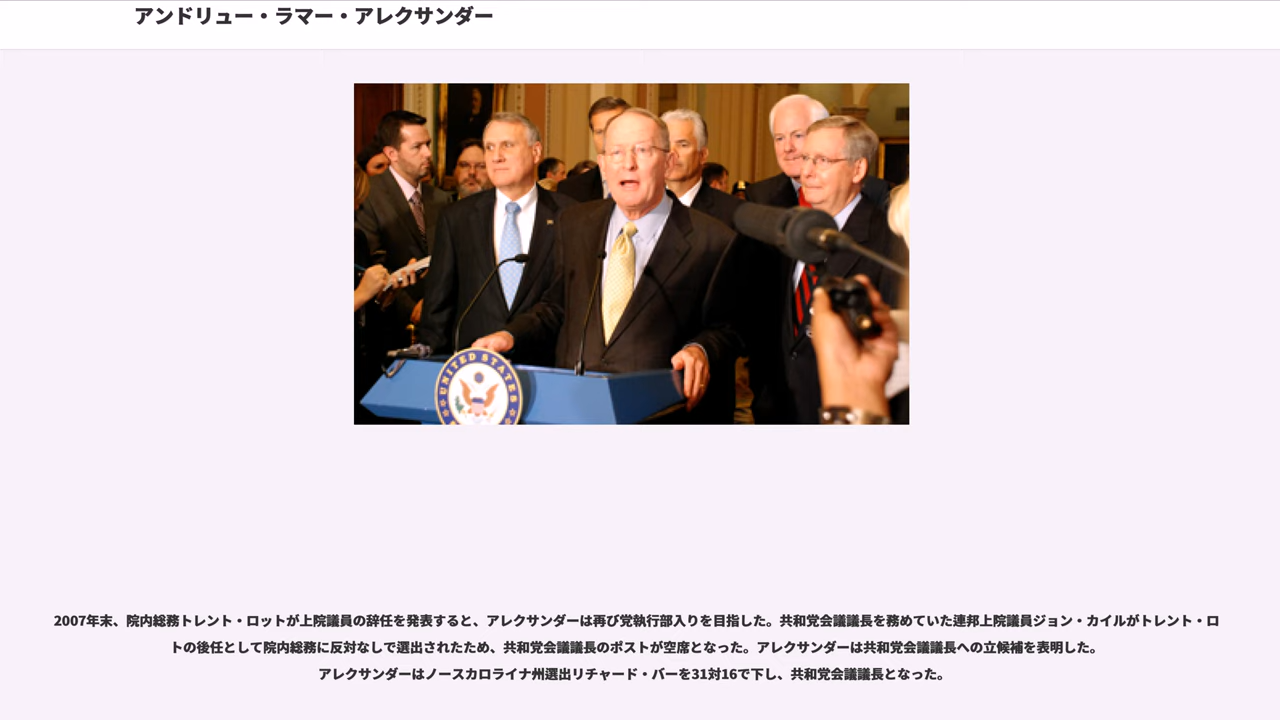 アンドリュー・ラマー・アレクサンダー
UNITED STATES
2007年末、院内総務トレント・ロットが上院議員の辞任を発表すると、アレクサンダーは再び党執行部入りを目指した。共和党会議議長を務めていた連邦上院議員ジョン・カイルがトレント・ロ
トの後任として院内総務に反対なしで選出されたため、共和党会議議長のポストが空席となった。アレクサンダーは共和党会議議長への立候補を表明した。
アレクサンダーはノースカロライナ州選出リチャード・バーを31対16で下し、共和党会議議長となった。